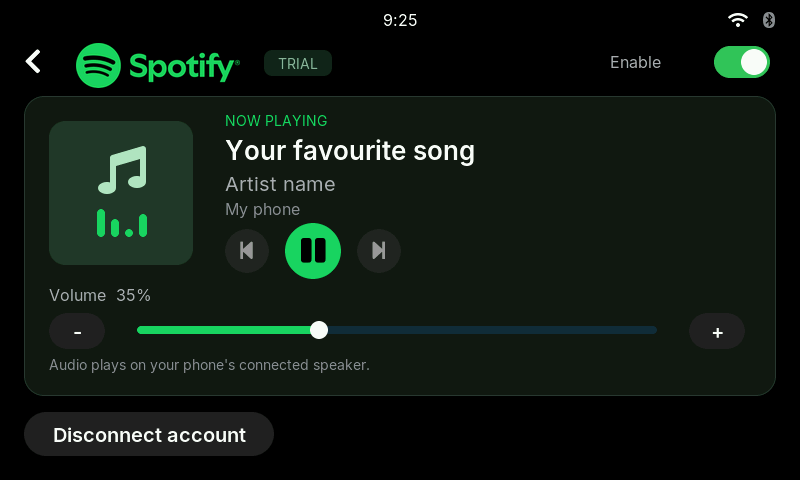 9:25
Spotify® TRIAL Enable
NOW PLAYING
Your favourite song
Artist name
My phone
Volume 35%
- +
Audio plays on your phone's connected speaker.
Disconnect account